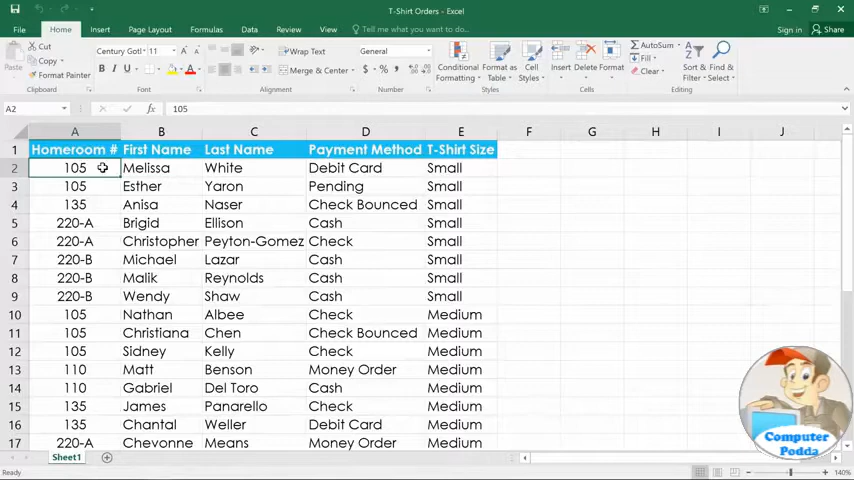 T-Shirt Orders - Excel
File Home Insert Page Layout Formulas Data Review View Tell me what you want to do... Sign in Share
Cut
Copy
Format Painter
Paste
Clipboard
Century Gotl 11
B I U
Font
Wrap Text
Merge & Center
Alignment
General
$ % ,
Number
Conditional Formatting
Format as Table
Cell Styles
Styles
Insert Delete Format
Cells
AutoSum
Fill
Clear
Sort & Filter
Find & Select
Editing
A2 fx 105
A B C D E F G H I J
1 Homeroom # First Name Last Name Payment Method T-Shirt Size
2 105 Melissa White Debit Card Small
3 105 Esther Yaron Pending Small
4 135 Anisa Naser Check Bounced Small
5 220-A Brigid Ellison Cash Small
6 220-A Christopher Peyton-Gomez Check Small
7 220-B Michael Lazar Cash Small
8 220-B Malik Reynolds Cash Small
9 220-B Wendy Shaw Cash Small
10 105 Nathan Albee Check Medium
11 105 Christiana Chen Check Bounced Medium
12 105 Sidney Kelly Check Medium
13 110 Matt Benson Money Order Medium
14 110 Gabriel Del Toro Cash Medium
15 135 James Panarello Check Medium
16 135 Chantal Weller Debit Card Medium
17 220-A Chevonne Means Money Order Medium
Computer
Podda
Sheet1
Ready 140%